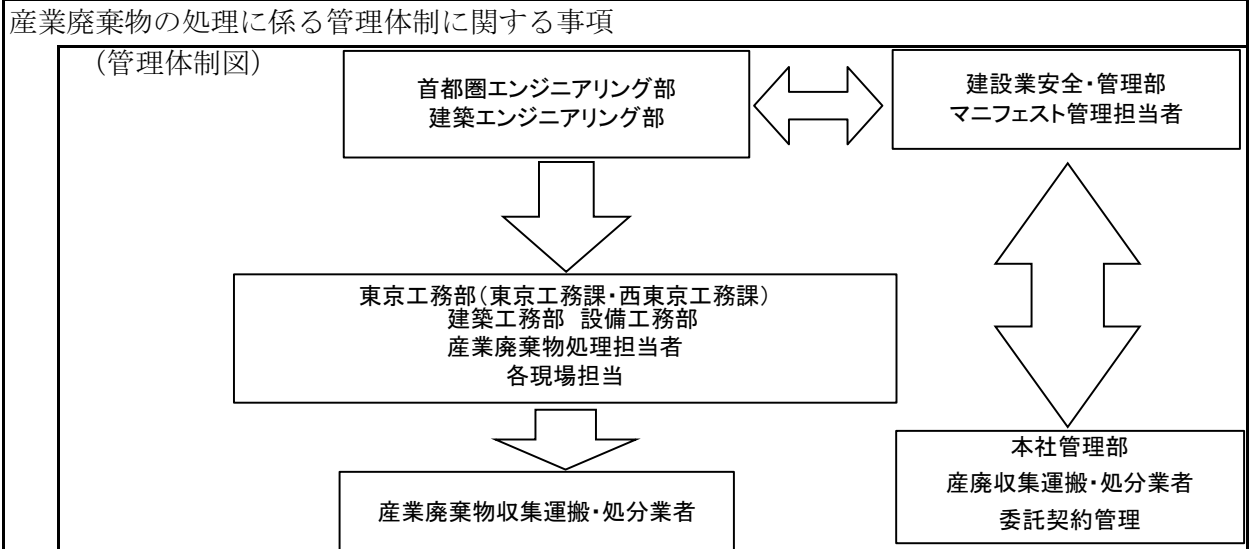 産業廃棄物の処理に係る管理体制に関する事項
（管理体制図）
首都圏エンジニアリング部
建築エンジニアリング部
建設業安全・管理部
マニフェスト管理担当者
東京工務部（東京工務課・西東京工務課）
建築工務部 設備工務部
産業廃棄物処理担当者
各現場担当
産業廃棄物収集運搬・処分業者
本社管理部
産廃収集運搬・処分業者
委託契約管理